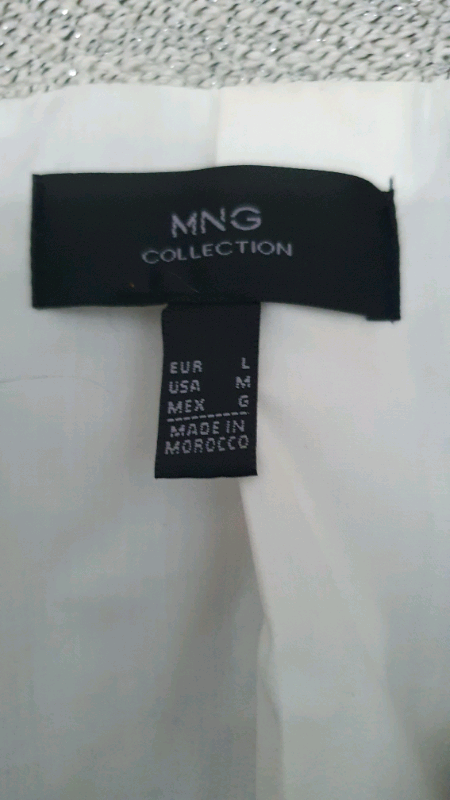 MNG
COLLECTION
EUR L
USA M
MEX G
MADE IN
MOROCCO